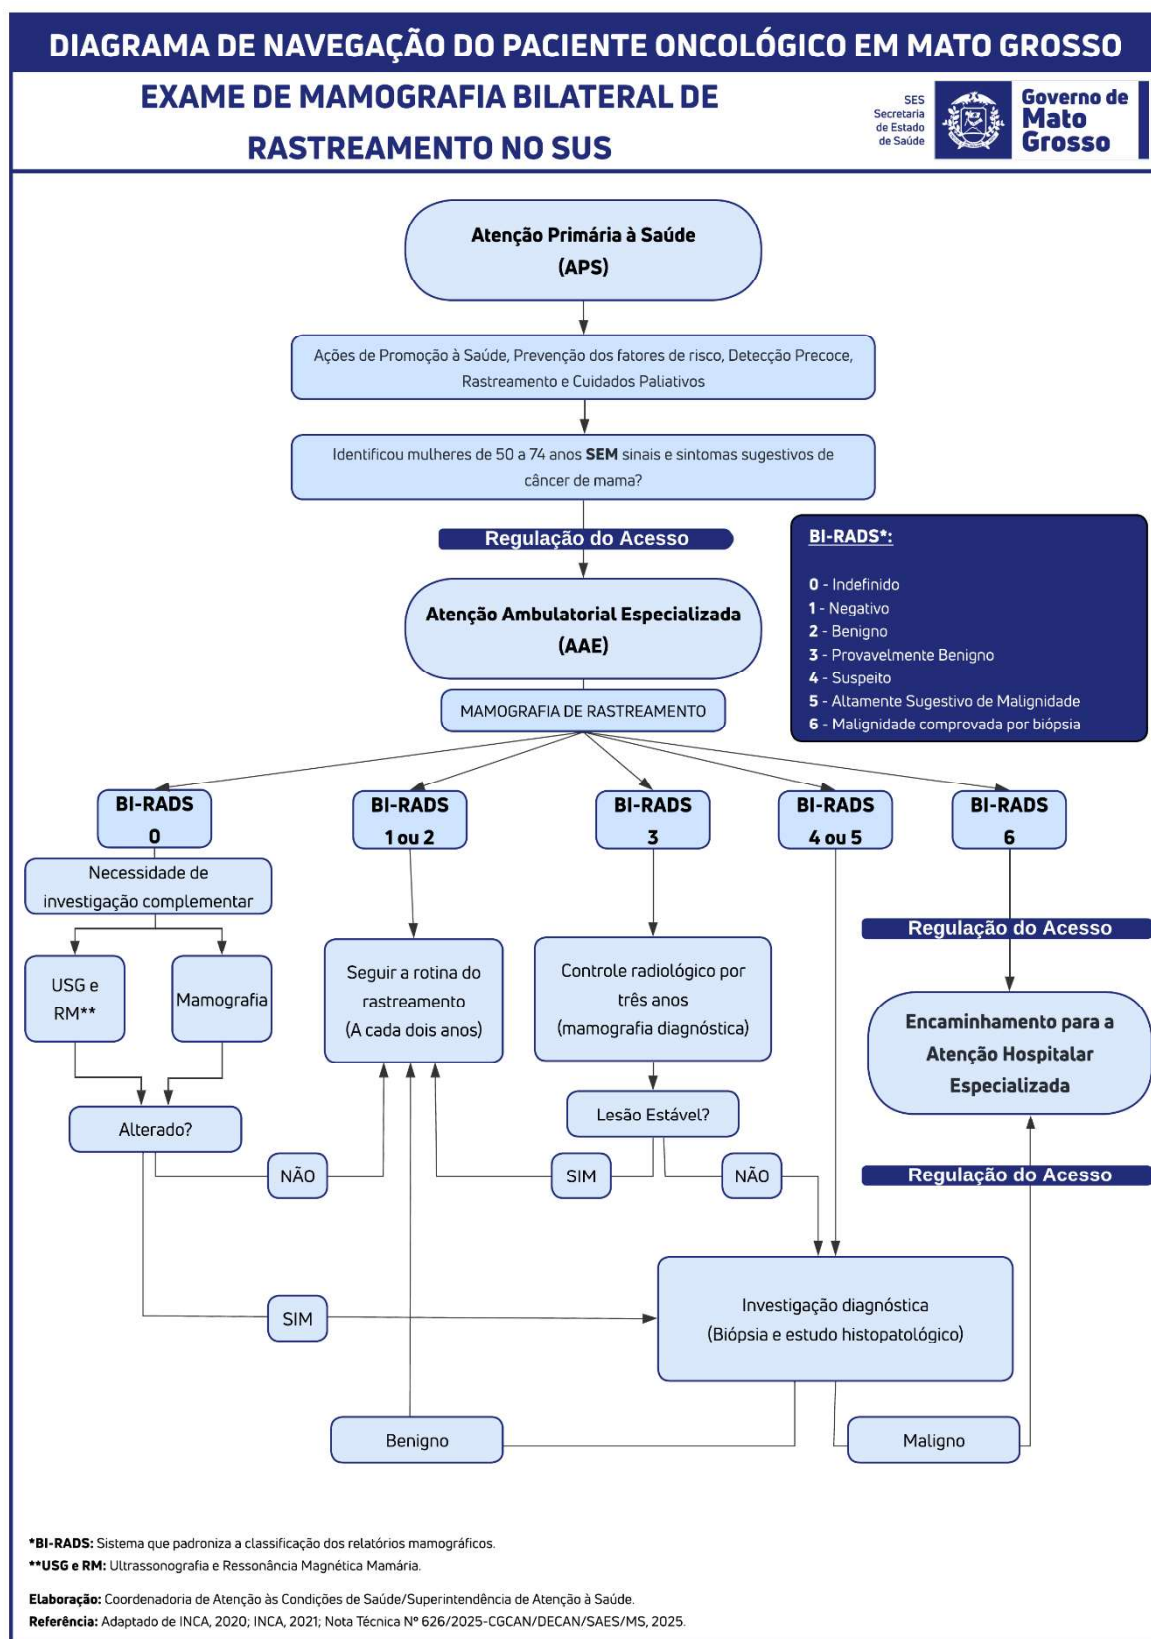 DIAGRAMA DE NAVEGAÇÃO DO PACIENTE ONCOLÓGICO EM MATO GROSSO
EXAME DE MAMOGRAFIA BILATERAL DE
RASTREAMENTO NO SUS
SES
Secretaria
de Estado
de Saúde
Governo de
Mato
Grosso
Atenção Primária à Saúde
(APS)
Ações de Promoção à Saúde, Prevenção dos fatores de risco, Detecção Precoce,
Rastreamento e Cuidados Paliativos
Identificou mulheres de 50 a 74 anos SEM sinais e sintomas sugestivos de
câncer de mama?
Regulação do Acesso
Atenção Ambulatorial Especializada
(AAE)
MAMOGRAFIA DE RASTREAMENTO
BI-RADS*:
0 - Indefinido
1 - Negativo
2 - Benigno
3 - Provavelmente Benigno
4 - Suspeito
5 - Altamente Sugestivo de Malignidade
6 - Malignidade comprovada por biópsia
BI-RADS
0
BI-RADS
1 ou 2
BI-RADS
3
BI-RADS
4 ou 5
BI-RADS
6
Necessidade de
investigação complementar
USG e
RM**
Mamografia
Alterado?
Seguir a rotina do
rastreamento
(A cada dois anos)
Controle radiológico por
três anos
(mamografia diagnóstica)
Lesão Estável?
Regulação do Acesso
Encaminhamento para a
Atenção Hospitalar
Especializada
NÃO
SIM
NÃO
Regulação do Acesso
SIM
Investigação diagnóstica
(Biópsia e estudo histopatológico)
Benigno
Maligno
*BI-RADS: Sistema que padroniza a classificação dos relatórios mamográficos.
**USG e RM: Ultrassonografia e Ressonância Magnética Mamária.
Elaboração: Coordenadoria de Atenção às Condições de Saúde/Superintendência de Atenção à Saúde.
Referência: Adaptado de INCA, 2020; INCA, 2021; Nota Técnica Nº 626/2025-CGCAN/DECAN/SAES/MS, 2025.